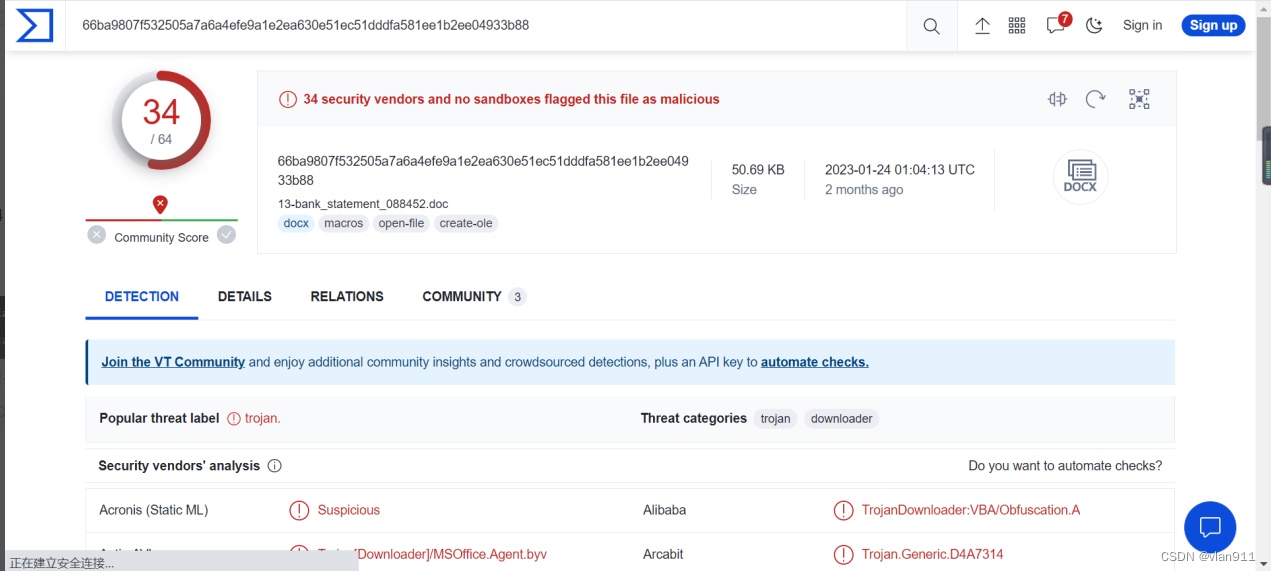 66ba9807f532505a7a6a4efe9a1e2ea630e51ec51dddfa581ee1b2ee04933b88
7
Sign in
Sign up
34
/ 64
Community Score
34 security vendors and no sandboxes flagged this file as malicious
66ba9807f532505a7a6a4efe9a1e2ea630e51ec51dddfa581ee1b2ee049
33b88
13-bank_statement_088452.doc
docx macros open-file create-ole
50.69 KB
Size
2023-01-24 01:04:13 UTC
2 months ago
DOCX
DETECTION DETAILS RELATIONS COMMUNITY 3
Join the VT Community and enjoy additional community insights and crowdsourced detections, plus an API key to automate checks.
Popular threat label trojan.
Threat categories trojan downloader
Security vendors' analysis
Do you want to automate checks?
Acronis (Static ML) Suspicious Alibaba TrojanDownloader:VBA/Obfuscation.A
[Downloader]/MSOffice.Agent.byv Arcabit Trojan.Generic.D4A7314
正在建立安全连接...
CSDN @vlan911